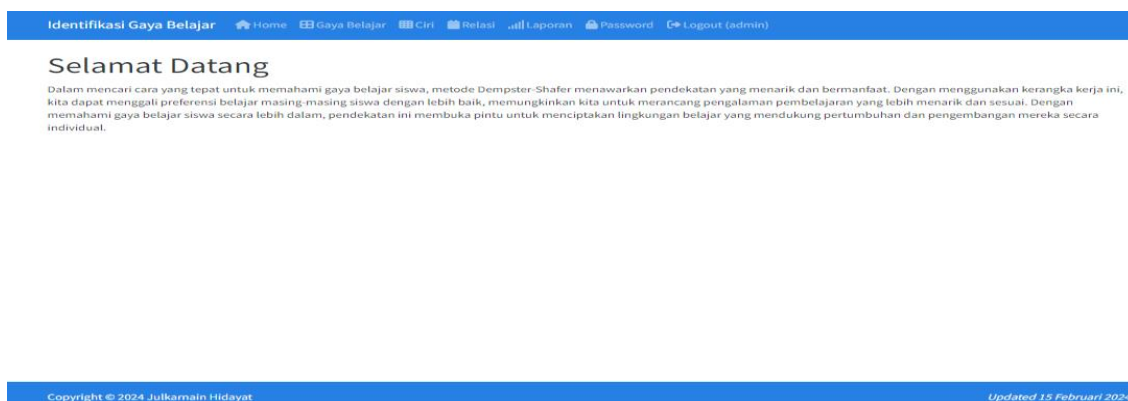 Identifikasi Gaya Belajar Home Gaya Belajar Ciri Relasi Laporan Password Logout (admin)
Selamat Datang
Dalam mencari cara yang tepat untuk memahami gaya belajar siswa, metode Dempster-Shafer menawarkan pendekatan yang menarik dan bermanfaat. Dengan menggunakan kerangka kerja ini,
kita dapat menggali preferensi belajar masing-masing siswa dengan lebih baik, memungkinkan kita untuk merancang pengalaman pembelajaran yang lebih menarik dan sesuai. Dengan
memahami gaya belajar siswa secara lebih dalam, pendekatan ini membuka pintu untuk menciptakan lingkungan belajar yang mendukung pertumbuhan dan pengembangan mereka secara
individual.
Copyright © 2024 Julkarnain Hidayat Updated 15 Februari 2024